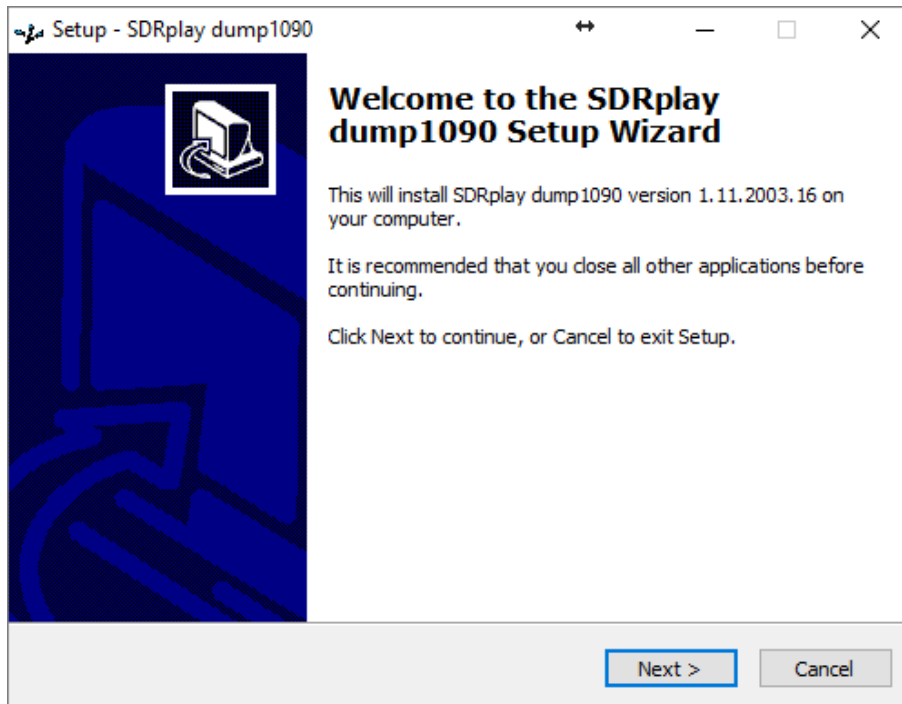 Setup - SDRplay dump1090
Welcome to the SDRplay
dump1090 Setup Wizard
This will install SDRplay dump1090 version 1.11.2003.16 on
your computer.
It is recommended that you close all other applications before
continuing.
Click Next to continue, or Cancel to exit Setup.
Next >
Cancel